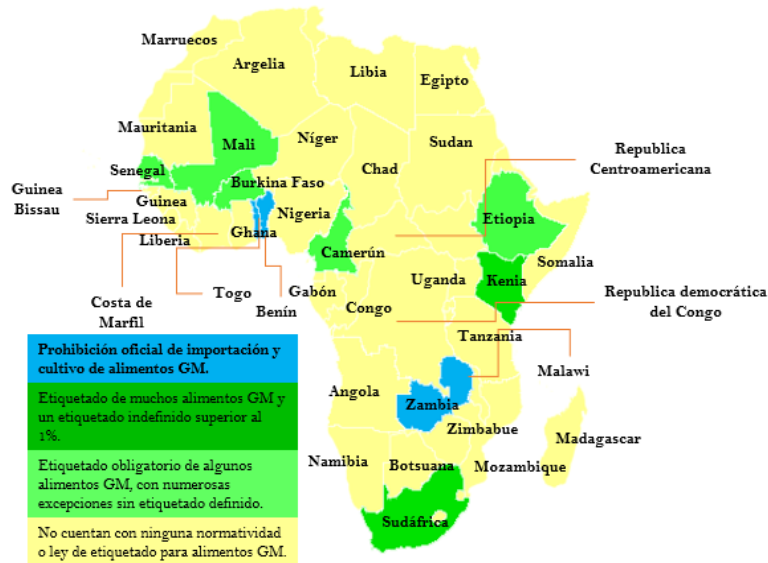 Marruecos
Argelia
Libia
Egipto
Mauritania
Mali
Níger
Sudan
Republica
Centroamericana
Chad
Senegal
Burkina Faso
Guinea
Bissau
Guinea
Nigeria
Etiopia
Sierra Leona
Ghana
Liberia
Camerún
Somalia
Uganda
Kenia
Costa de
Marfil
Togo
Benín
Gabón
Congo
Republica democrática
del Congo
Tanzania
Malawi
Prohibición oficial de importación y
cultivo de alimentos GM.
Etiquetado de muchos alimentos GM y
un etiquetado indefinido superior al
1%.
Etiquetado obligatorio de algunos
alimentos GM, con numerosas
excepciones sin etiquetado definido.
No cuentan con ninguna normatividad
o ley de etiquetado para alimentos GM.
Angola
Zambia
Zimbabue
Madagascar
Namibia
Botsuana
Mozambique
Sudáfrica